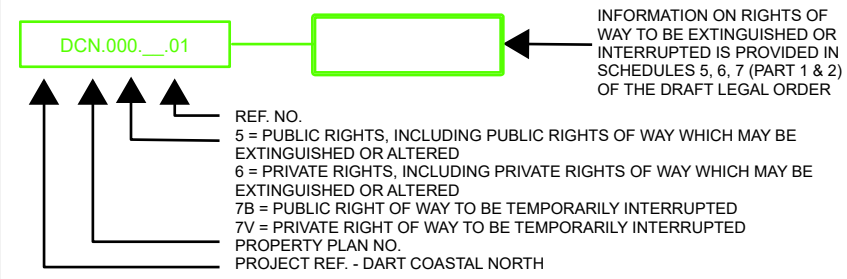 DCN.000.__.01
INFORMATION ON RIGHTS OF
WAY TO BE EXTINGUISHED OR
INTERRUPTED IS PROVIDED IN
SCHEDULES 5, 6, 7 (PART 1 & 2)
OF THE DRAFT LEGAL ORDER
REF. NO.
5 = PUBLIC RIGHTS, INCLUDING PUBLIC RIGHTS OF WAY WHICH MAY BE
EXTINGUISHED OR ALTERED
6 = PRIVATE RIGHTS, INCLUDING PRIVATE RIGHTS OF WAY WHICH MAY BE
EXTINGUISHED OR ALTERED
7B = PUBLIC RIGHT OF WAY TO BE TEMPORARILY INTERRUPTED
7V = PRIVATE RIGHT OF WAY TO BE TEMPORARILY INTERRUPTED
PROPERTY PLAN NO.
PROJECT REF. - DART COASTAL NORTH